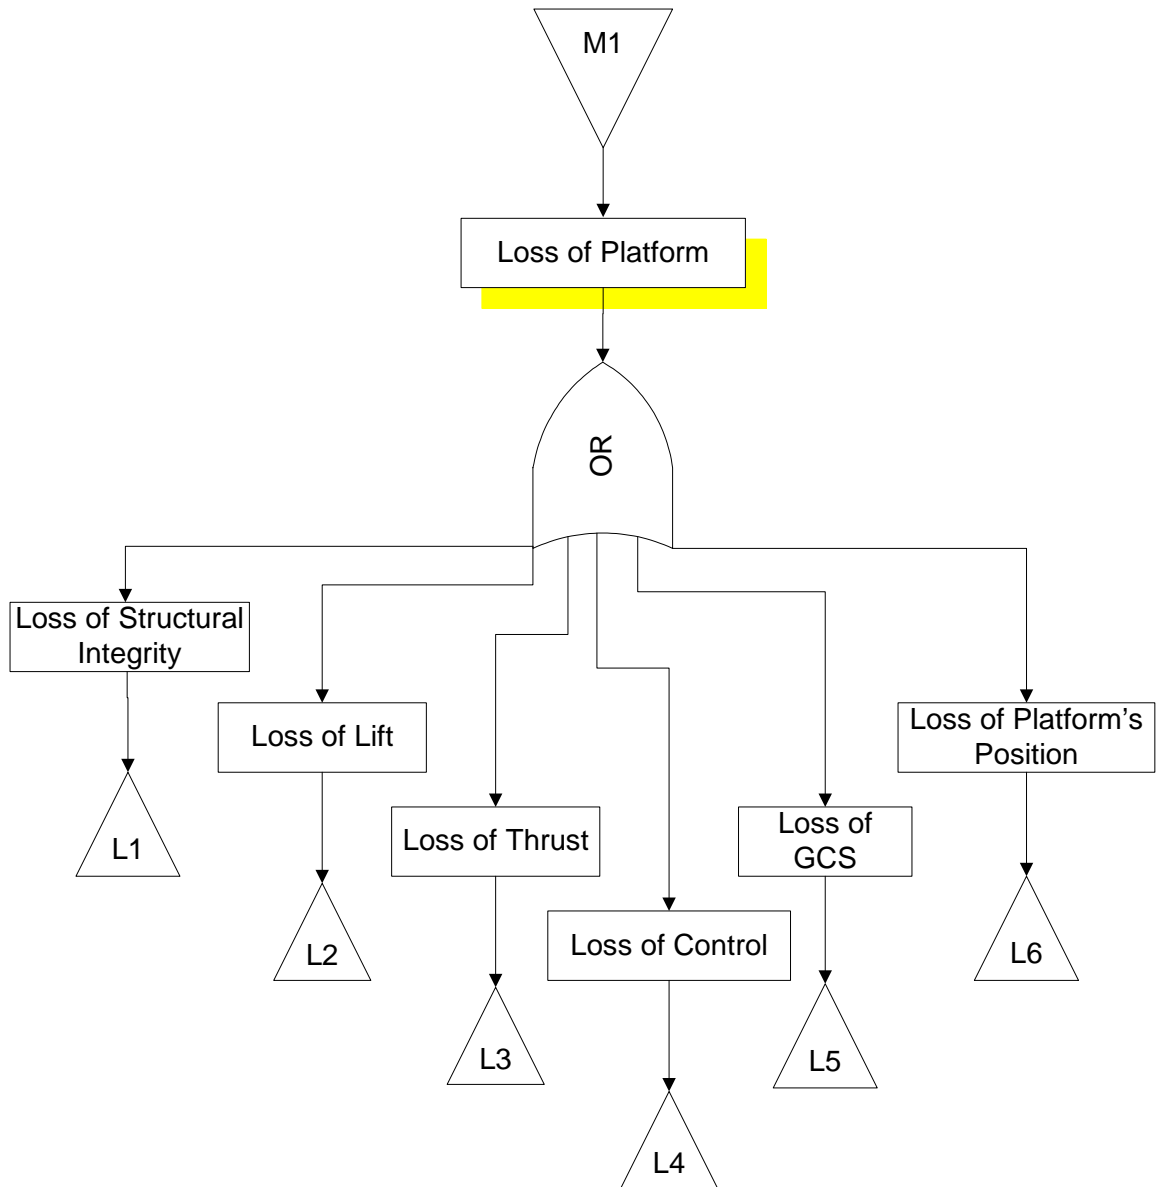 M1
Loss of Platform
OR
Loss of Structural
Integrity
Loss of Lift
Loss of Platform’s
Position
Loss of Thrust
Loss of
GCS
L1
Loss of Control
L2
L6
L3
L5
L4